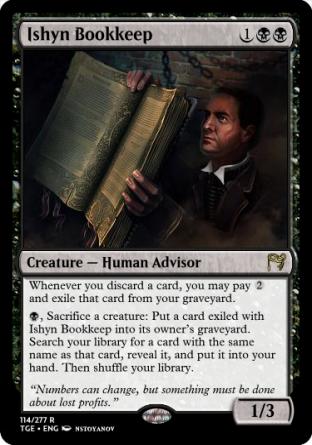 Ishyn Bookkeep 1
Creature — Human Advisor
Whenever you discard a card, you may pay 2
and exile that card from your graveyard.
, Sacrifice a creature: Put a card exiled with
Ishyn Bookkeep into its owner's graveyard.
Search your library for a card with the same
name as that card, reveal it, and put it into your
hand. Then shuffle your library.
“Numbers can change, but something must be done
about lost profits.”
1/3
114/277 R
TGE • ENG NSTOYANOV